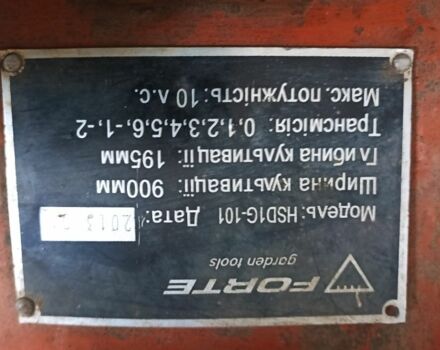 FORTE
garden tools
Модель: HSD1G-101 Дата: 2013
Ширина культивації: 900мм
Глибина культивації: 195мм
Трансмісія: 0,1,2,3,4,5,6,-1,-2
Макс. потужність: 10 л.с.